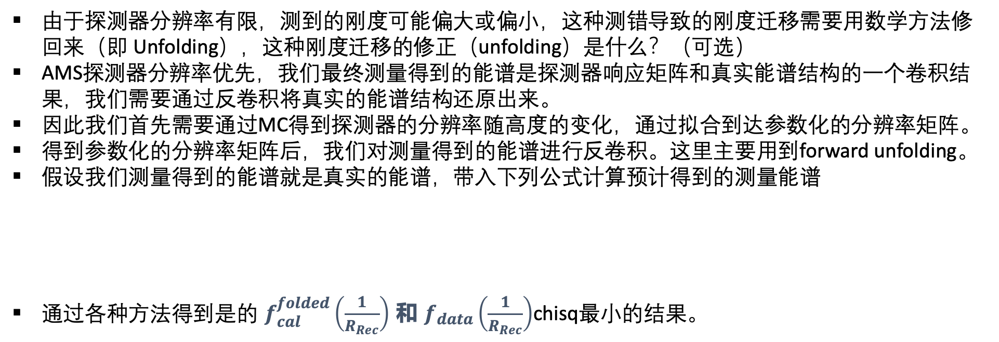 ▪ 由于探测器分辨率有限，测到的刚度可能偏大或偏小，这种测错导致的刚度迁移需要用数学方法修
回来（即 Unfolding），这种刚度迁移的修正（unfolding）是什么？（可选）
▪ AMS探测器分辨率优先，我们最终测量得到的能谱是探测器响应矩阵和真实能谱结构的一个卷积结
果，我们需要通过反卷积将真实的能谱结构还原出来。
▪ 因此我们首先需要通过MC得到探测器的分辨率随高度的变化，通过拟合到达参数化的分辨率矩阵。
▪ 得到参数化的分辨率矩阵后，我们对测量得到的能谱进行反卷积。这里主要用到forward unfolding。
▪ 假设我们测量得到的能谱就是真实的能谱，带入下列公式计算预计得到的测量能谱
▪ 通过各种方法得到是的 $f_{cal}^{folded}\left(\frac{1}{R_{Rec}}\right)$ 和 $f_{data}\left(\frac{1}{R_{Rec}}\right)$chisq最小的结果。